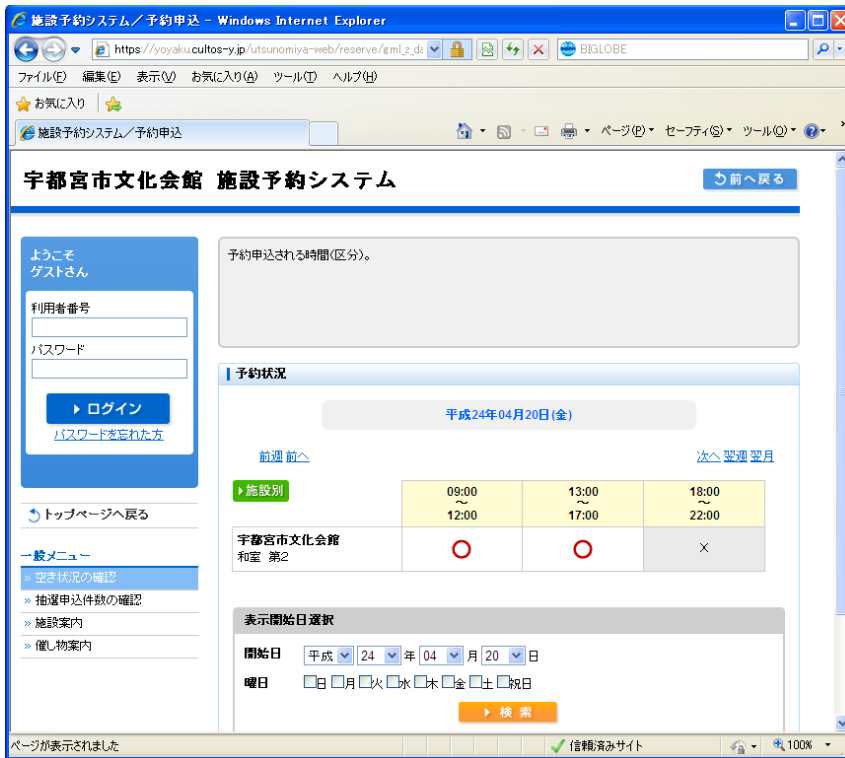 施設予約システム／予約申込 - Windows Internet Explorer
https://yoyaku.cultos-y.jp/utsunomiya-web/reserve/gml_z_da
BIGLOBE
ファイル(F) 編集(E) 表示(V) お気に入り(A) ツール(T) ヘルプ(H)
お気に入り
施設予約システム／予約申込
ページ(P) セーフティ(S) ツール(O)
宇都宮市文化会館 施設予約システム
前へ戻る
ようこそ
ゲストさん
利用者番号
パスワード
ログイン
パスワードを忘れた方
トップページへ戻る
一般メニュー
» 空き状況の確認
» 抽選申込件数の確認
» 施設案内
» 催し物案内
予約申込される時間(区分)。
予約状況
平成24年04月20日(金)
前週 前へ 次へ 翌週 翌月
施設別 09:00～12:00 13:00～17:00 18:00～22:00
宇都宮市文化会館
和室 第2 ○ ○ ×
表示開始日選択
開始日 平成 24 年 04 月 20 日
曜日 日 月 火 水 木 金 土 祝日
検索
ページが表示されました 信頼済みサイト 100%